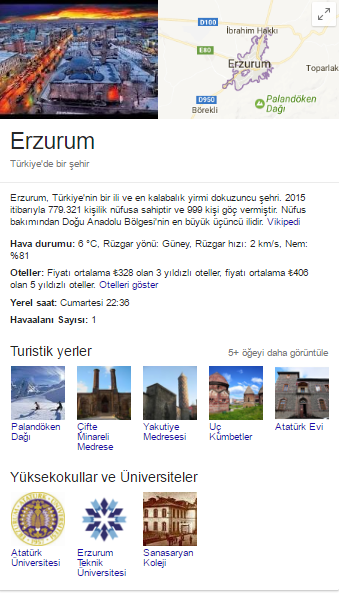 D100
İbrahim Hakkı
E80
Erzurum
Toparlak
D950
Börekli
Palandöken
Dağı
Erzurum
Türkiye'de bir şehir
Erzurum, Türkiye'nin bir ili ve en kalabalık yirmi dokuzuncu şehri. 2015
itibarıyla 779.321 kişilik nüfusa sahiptir ve 999 kişi göç vermiştir. Nüfus
bakımından Doğu Anadolu Bölgesi'nin en büyük üçüncü ilidir. Vikipedi
Hava durumu: 6 °C, Rüzgar yönü: Güney, Rüzgar hızı: 2 km/s, Nem:
%81
Oteller: Fiyatı ortalama ₺328 olan 3 yıldızlı oteller, fiyatı ortalama ₺406
olan 5 yıldızlı oteller. Otelleri göster
Yerel saat: Cumartesi 22:36
Havaalanı Sayısı: 1
Turistik yerler
5+ öğeyi daha görüntüle
Palandöken
Dağı
Çifte
Minareli
Medrese
Yakutiye
Medresesi
Üç
Kümbetler
Atatürk Evi
Yüksekokullar ve Üniversiteler
Atatürk
Üniversitesi
Erzurum
Teknik
Üniversitesi
Sanasaryan
Koleji